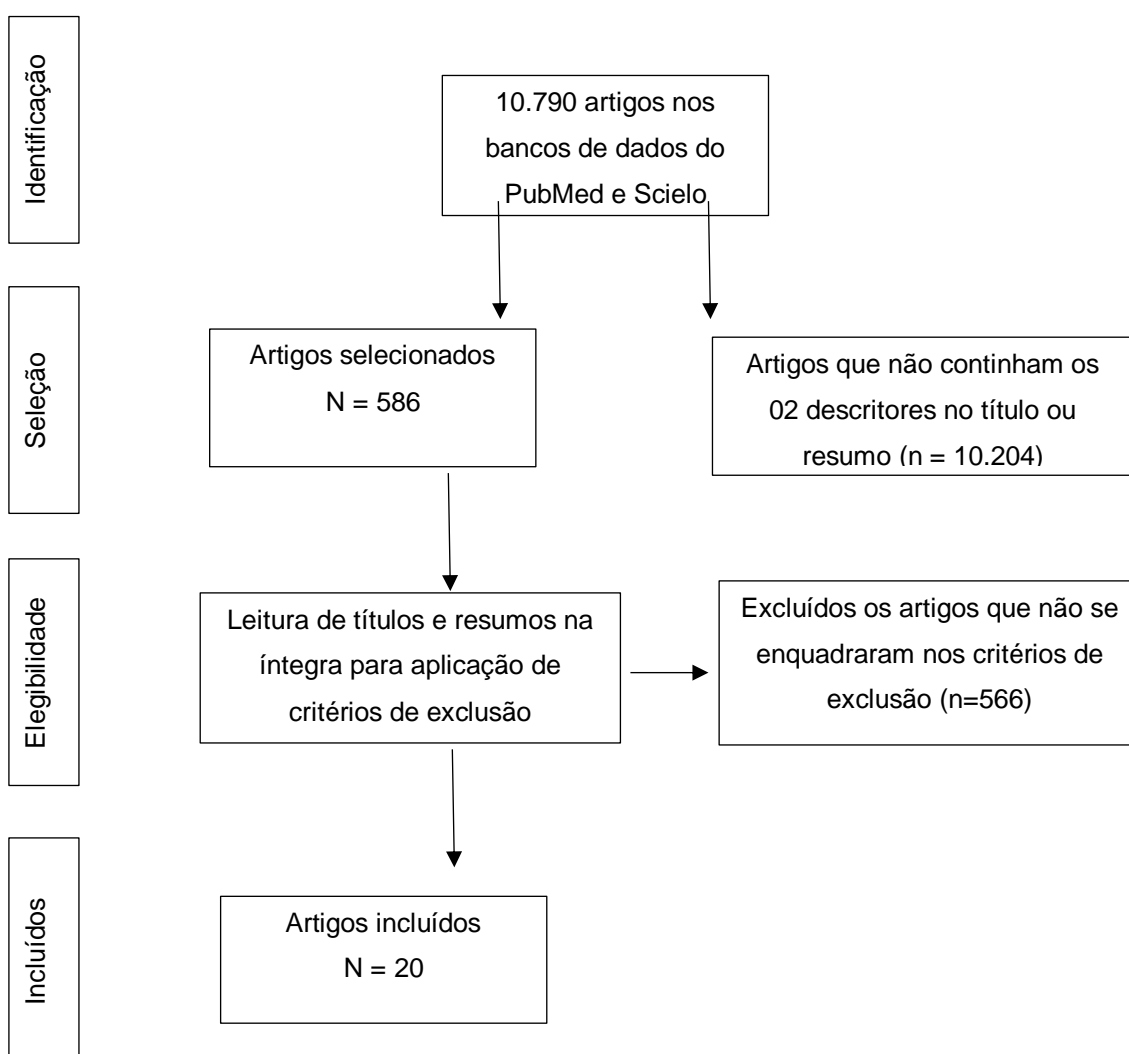 Identificação
10.790 artigos nos
bancos de dados do
PubMed e Scielo
Seleção
Artigos selecionados
N = 586
Artigos que não continham os
02 descritores no título ou
resumo (n = 10.204)
Elegibilidade
Leitura de títulos e resumos na
íntegra para aplicação de
critérios de exclusão
Excluídos os artigos que não se
enquadraram nos critérios de
exclusão (n=566)
Incluídos
Artigos incluídos
N = 20